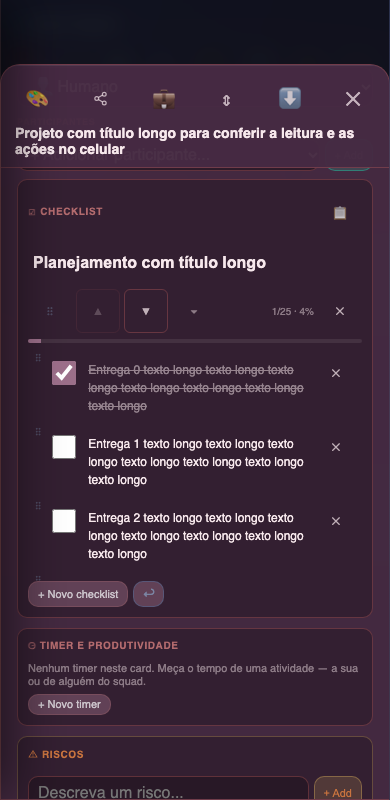 Humano
Projeto com título longo para conferir a leitura e as
ações no celular
participante...
CHECKLIST
Planejamento com título longo
1/25 · 4%
Entrega 0 texto longo texto longo texto
longo texto longo texto longo texto longo
texto longo
Entrega 1 texto longo texto longo texto
longo texto longo texto longo texto longo
texto longo
Entrega 2 texto longo texto longo texto
longo texto longo texto longo texto longo
texto longo
+ Novo checklist
TIMER E PRODUTIVIDADE
Nenhum timer neste card. Meça o tempo de uma atividade — a sua
ou de alguém do squad.
+ Novo timer
RISCOS
Descreva um risco...
+ Add